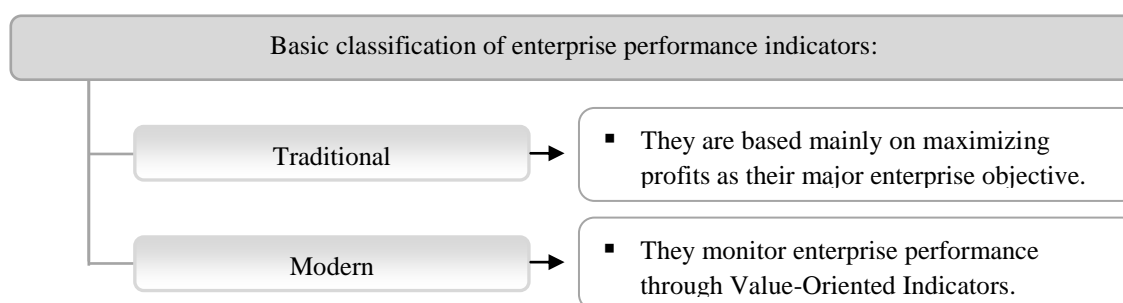 Basic classification of enterprise performance indicators:
Traditional
▪ They are based mainly on maximizing
profits as their major enterprise objective.
Modern
▪ They monitor enterprise performance
through Value-Oriented Indicators.